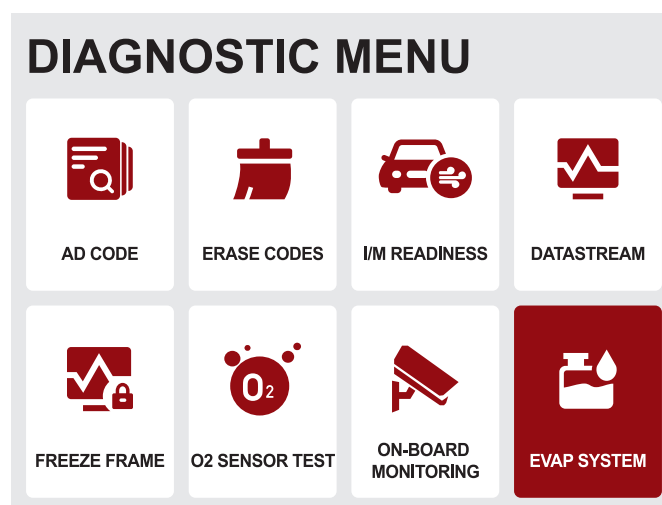 DIAGNOSTIC MENU
AD CODE
ERASE CODES
I/M READINESS
DATASTREAM
FREEZE FRAME
O2 SENSOR TEST
ON-BOARD
MONITORING
EVAP SYSTEM
O2